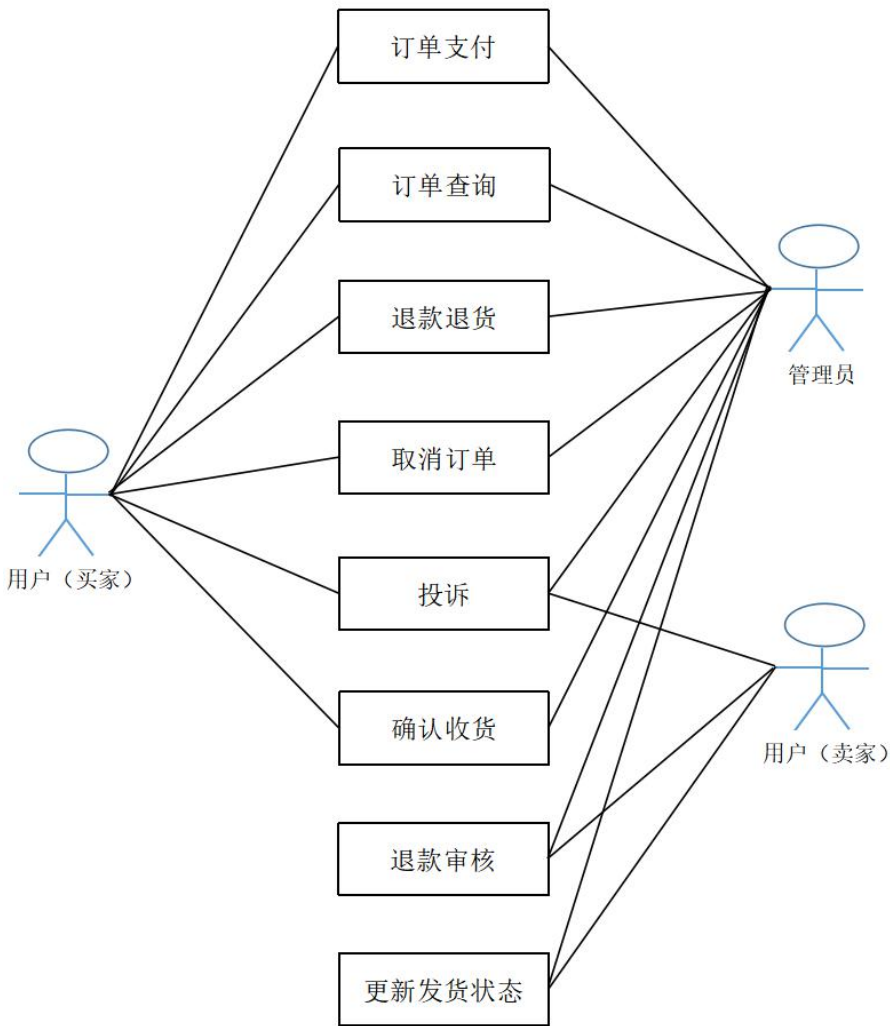 订单支付
订单查询
退款退货
管理员
取消订单
用户（买家）
投诉
确认收货
用户（卖家）
退款审核
更新发货状态